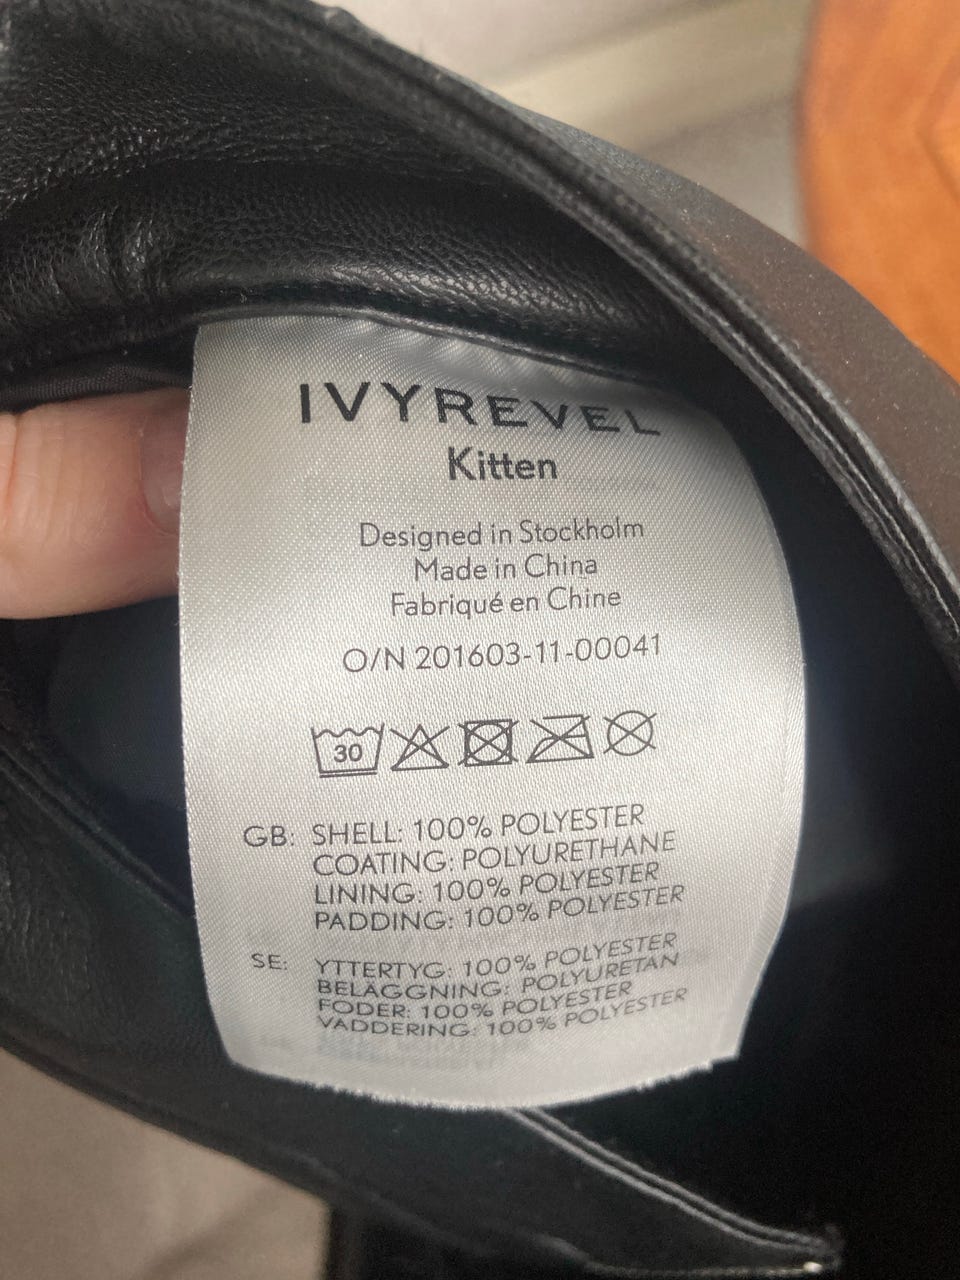 IVYREVEL
Kitten
Designed in Stockholm
Made in China
Fabriqué en Chine
O/N 201603-11-00041
30
GB: SHELL: 100% POLYESTER
COATING: POLYURETHANE
LINING: 100% POLYESTER
PADDING: 100% POLYESTER
SE: YTTERTYG: 100% POLYESTER
BELÄGGNING: POLYURETAN
FODER: 100% POLYESTER
VADDERING: 100% POLYESTER